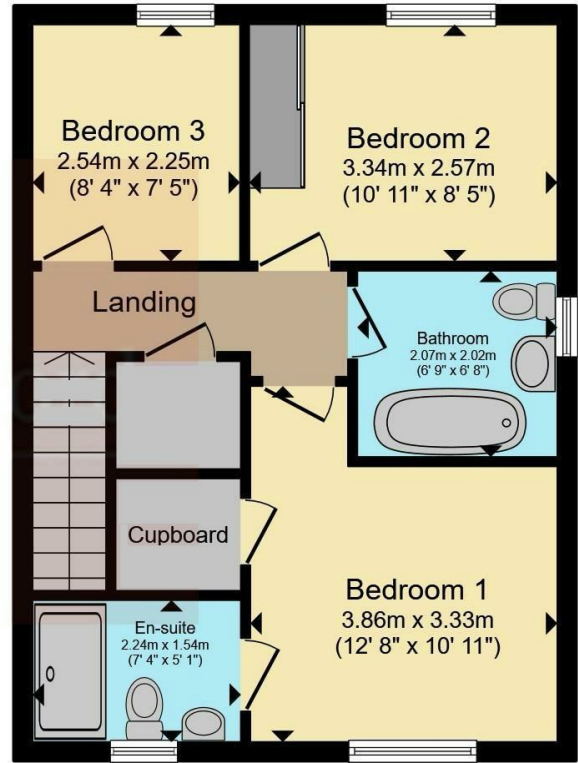 Bedroom 3
2.54m x 2.25m
(8' 4" x 7' 5")
Bedroom 2
3.34m x 2.57m
(10' 11" x 8' 5")
Landing
Bathroom
2.07m x 2.02m
(6' 9" x 6' 8")
Cupboard
Bedroom 1
3.86m x 3.33m
(12' 8" x 10' 11")
En-suite
2.24m x 1.54m
(7' 4" x 5' 1")